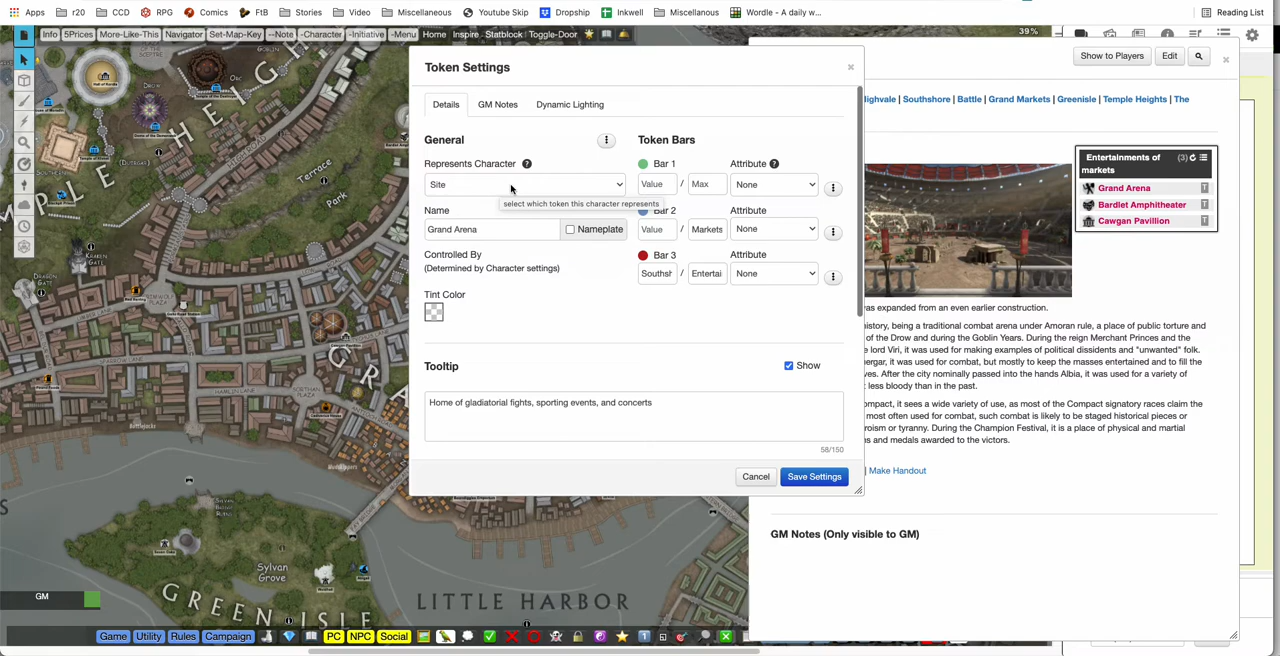 Apps r20 CCD RPG Comics FtB Stories Video Miscellaneous Youtube Skip Dropship Inkwell Miscellanous Wordle - A daily w... Reading List
Info 5Prices More-Like-This Navigator Set-Map-Key --Note -Character -Initiative -Menu Home Inspire Statblock Toggle-Door 39%
Token Settings
Show to Players Edit
Details GM Notes Dynamic Lighting
ighvale | Southshore | Battle | Grand Markets | Greenisle | Temple Heights | The
General
Token Bars
Represents Character ?
Bar 1 Attribute ?
Site
Value / Max None
select which token this character represents
Name
Bar 2 Attribute
Grand Arena Nameplate
Value / Markets None
Controlled By
(Determined by Character settings)
Bar 3 Attribute
Southsh / Entertai None
Tint Color
Tooltip
Show
Home of gladiatorial fights, sporting events, and concerts
58/150
Cancel Save Settings
Entertainments of markets (3)
Grand Arena T
Bardlet Amphitheater T
Cawgan Pavillion T
as expanded from an even earlier construction.
istory, being a traditional combat arena under Amoran rule, a place of public torture and
of the Drow and during the Goblin Years. During the reign Merchant Princes and the
e lord Viri, it was used for making examples of political dissidents and "unwanted" folk.
ergar, it was used for combat, but mostly to keep the masses entertained and to fill the
ves. After the city nominally passed into the hands Albia, it was used for a variety of
less bloody than in the past.
ompact, it sees a wide variety of use, as most of the Compact signatory races claim the
most often used for combat, such combat is likely to be staged historical pieces or
roism or tyranny. During the Champion Festival, it is a place of physical and martial
s and medals awarded to the victors.
| Make Handout
GM Notes (Only visible to GM)
Terrace
Park
Sylvan
Grove
GREEN ISLE
LITTLE HARBOR
GM
Game Utility Rules Campaign PC NPC Social